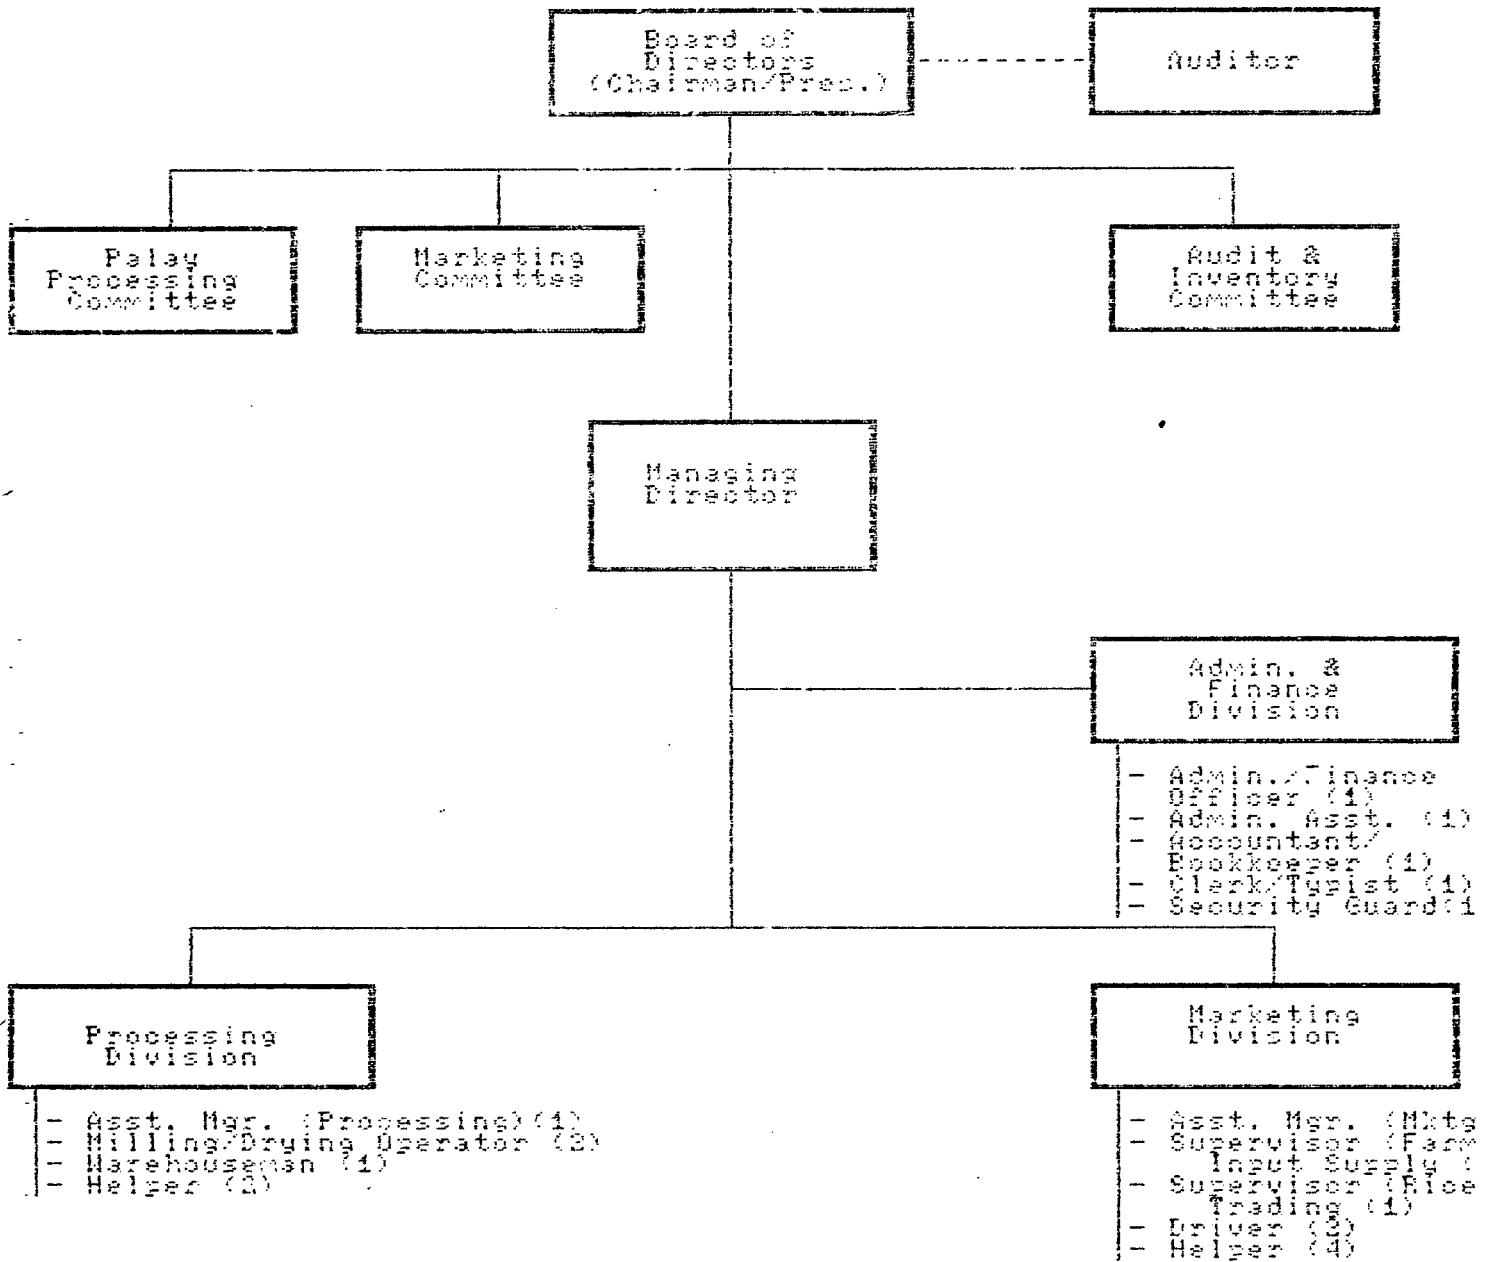 Board of
Directors
(Chairman/Pres.)
Auditor
Palay
Processing
Committee
Marketing
Committee
Audit &
Inventory
Committee
Managing
Director
Admin. &
Finance
Division
- Admin./Finance
Officer (1)
- Admin. Asst. (1)
- Accountant/
Bookkeeper (1)
- Clerk/Typist (1)
- Security Guard(1
Processing
Division
- Asst. Mgr. (Processing)(1)
- Milling/Drying Operator (2)
- Warehouseman (1)
- Helper (2)
Marketing
Division
- Asst. Mgr. (Mktg
- Supervisor (Farm
Input Supply (
- Supervisor (Rice
Trading (1)
- Driver (2)
- Helper (4)